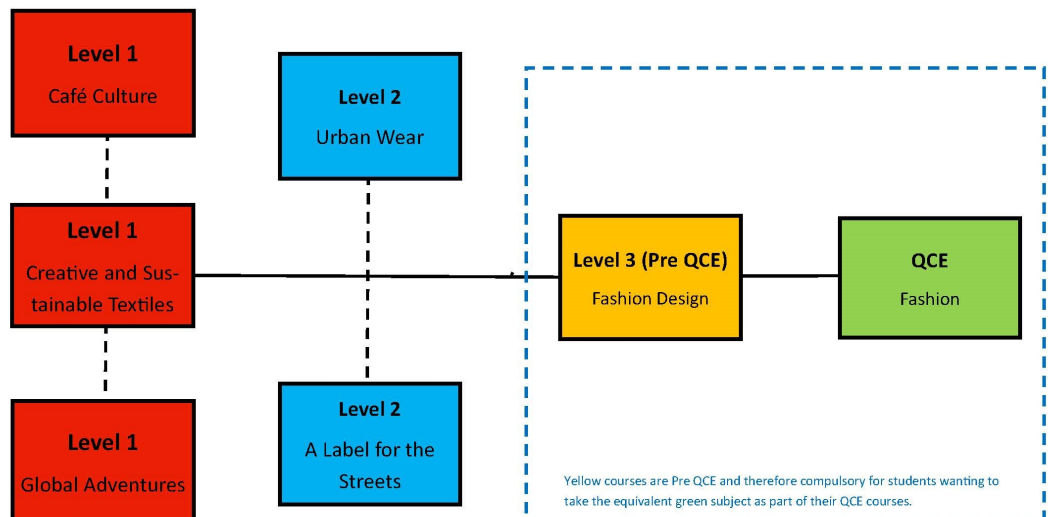 Level 1
Café Culture
Level 2
Urban Wear
Level 1
Creative and Sus-
tainable Textiles
Level 3 (Pre QCE)
Fashion Design
QCE
Fashion
Level 2
A Label for the
Streets
Level 1
Global Adventures
Yellow courses are Pre QCE and therefore compulsory for students wanting to
take the equivalent green subject as part of their QCE courses.